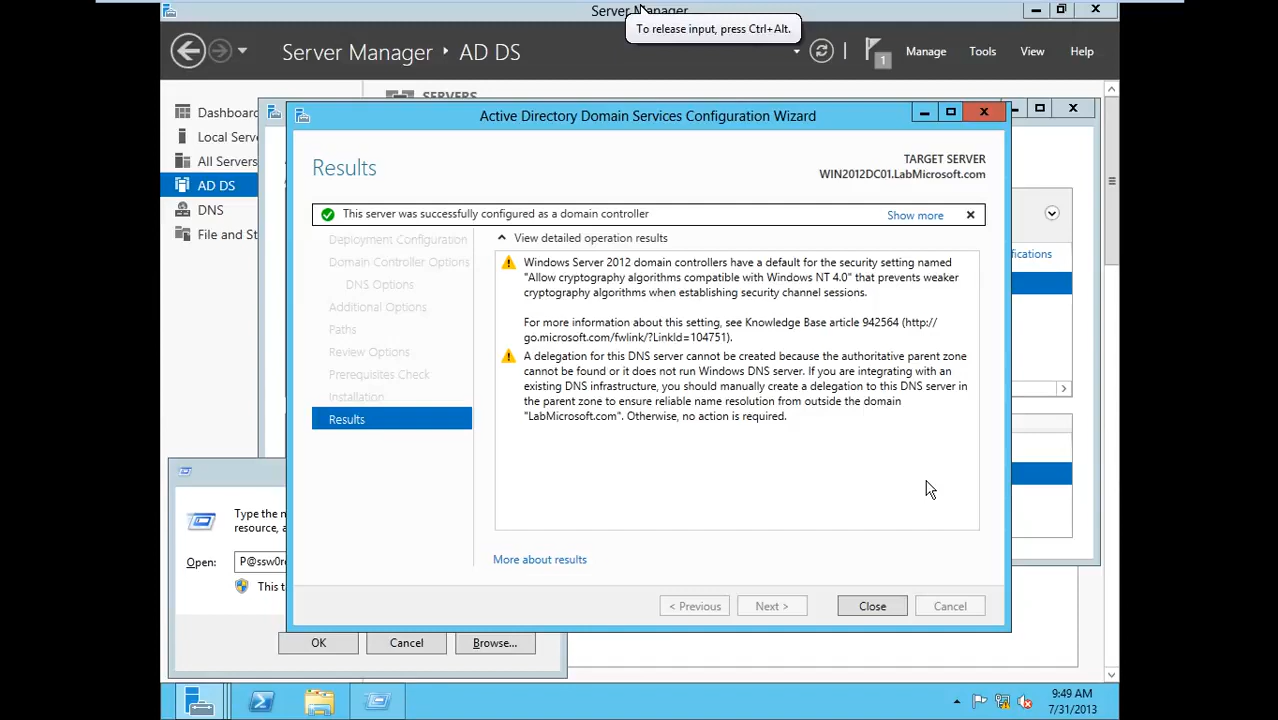 Server Manager
To release input, press Ctrl+Alt.
Server Manager ‣ AD DS
1
Manage
Tools
View
Help
SERVERS
Dashboard
Local Serve
All Servers
AD DS
DNS
File and St
Active Directory Domain Services Configuration Wizard
Results
TARGET SERVER
WIN2012DC01.LabMicrosoft.com
This server was successfully configured as a domain controller
Show more
Deployment Configuration
Domain Controller Options
DNS Options
Additional Options
Paths
Review Options
Prerequisites Check
Installation
Results
View detailed operation results
Windows Server 2012 domain controllers have a default for the security setting named
"Allow cryptography algorithms compatible with Windows NT 4.0" that prevents weaker
cryptography algorithms when establishing security channel sessions.
For more information about this setting, see Knowledge Base article 942564 (http://
go.microsoft.com/fwlink/?LinkId=104751).
A delegation for this DNS server cannot be created because the authoritative parent zone
cannot be found or it does not run Windows DNS server. If you are integrating with an
existing DNS infrastructure, you should manually create a delegation to this DNS server in
the parent zone to ensure reliable name resolution from outside the domain
"LabMicrosoft.com". Otherwise, no action is required.
More about results
< Previous
Next >
Close
Cancel
ifications
Type the n
resource, a
Open:
P@ssw0r
This t
OK
Cancel
Browse...
9:49 AM
7/31/2013